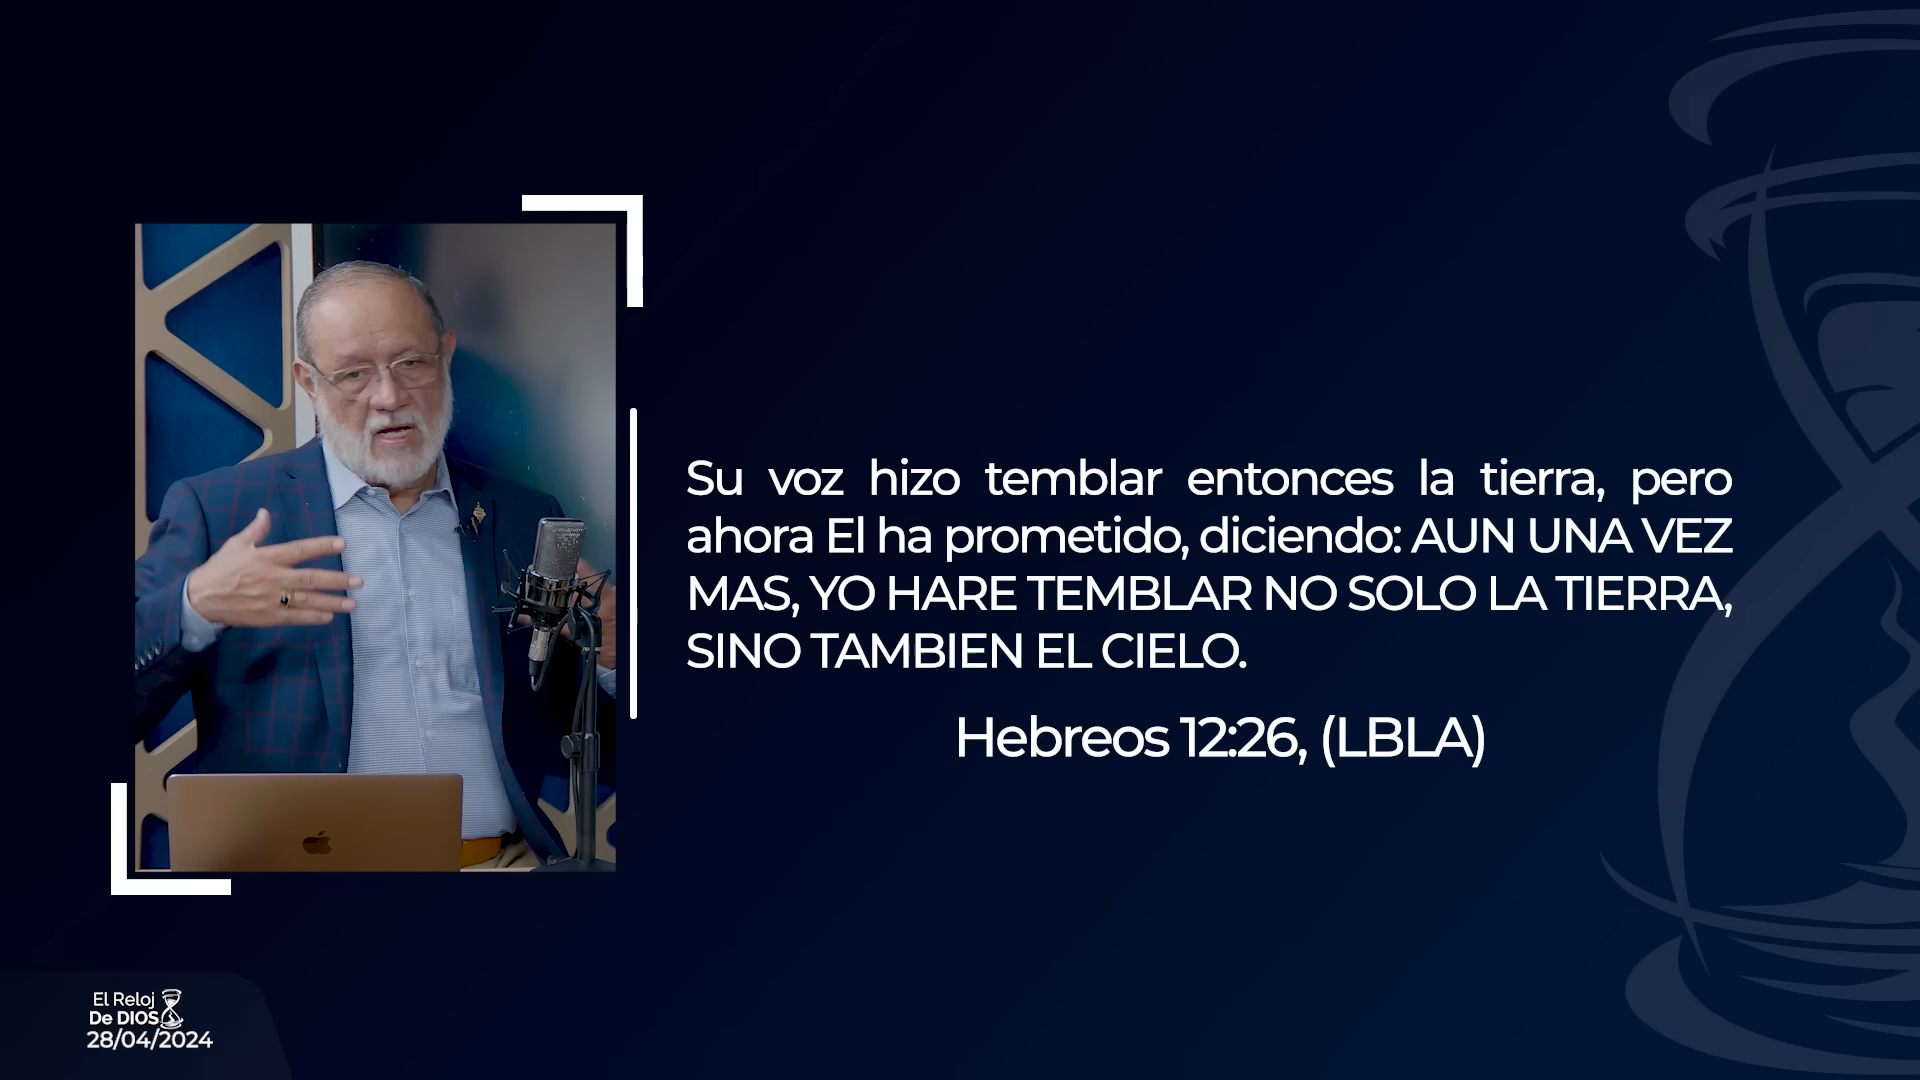 Su voz hizo temblar entonces la tierra, pero
ahora El ha prometido, diciendo: AUN UNA VEZ
MAS, YO HARE TEMBLAR NO SOLO LA TIERRA,
SINO TAMBIEN EL CIELO.
Hebreos 12:26, (LBLA)
El Reloj
De DIOS
28/04/2024